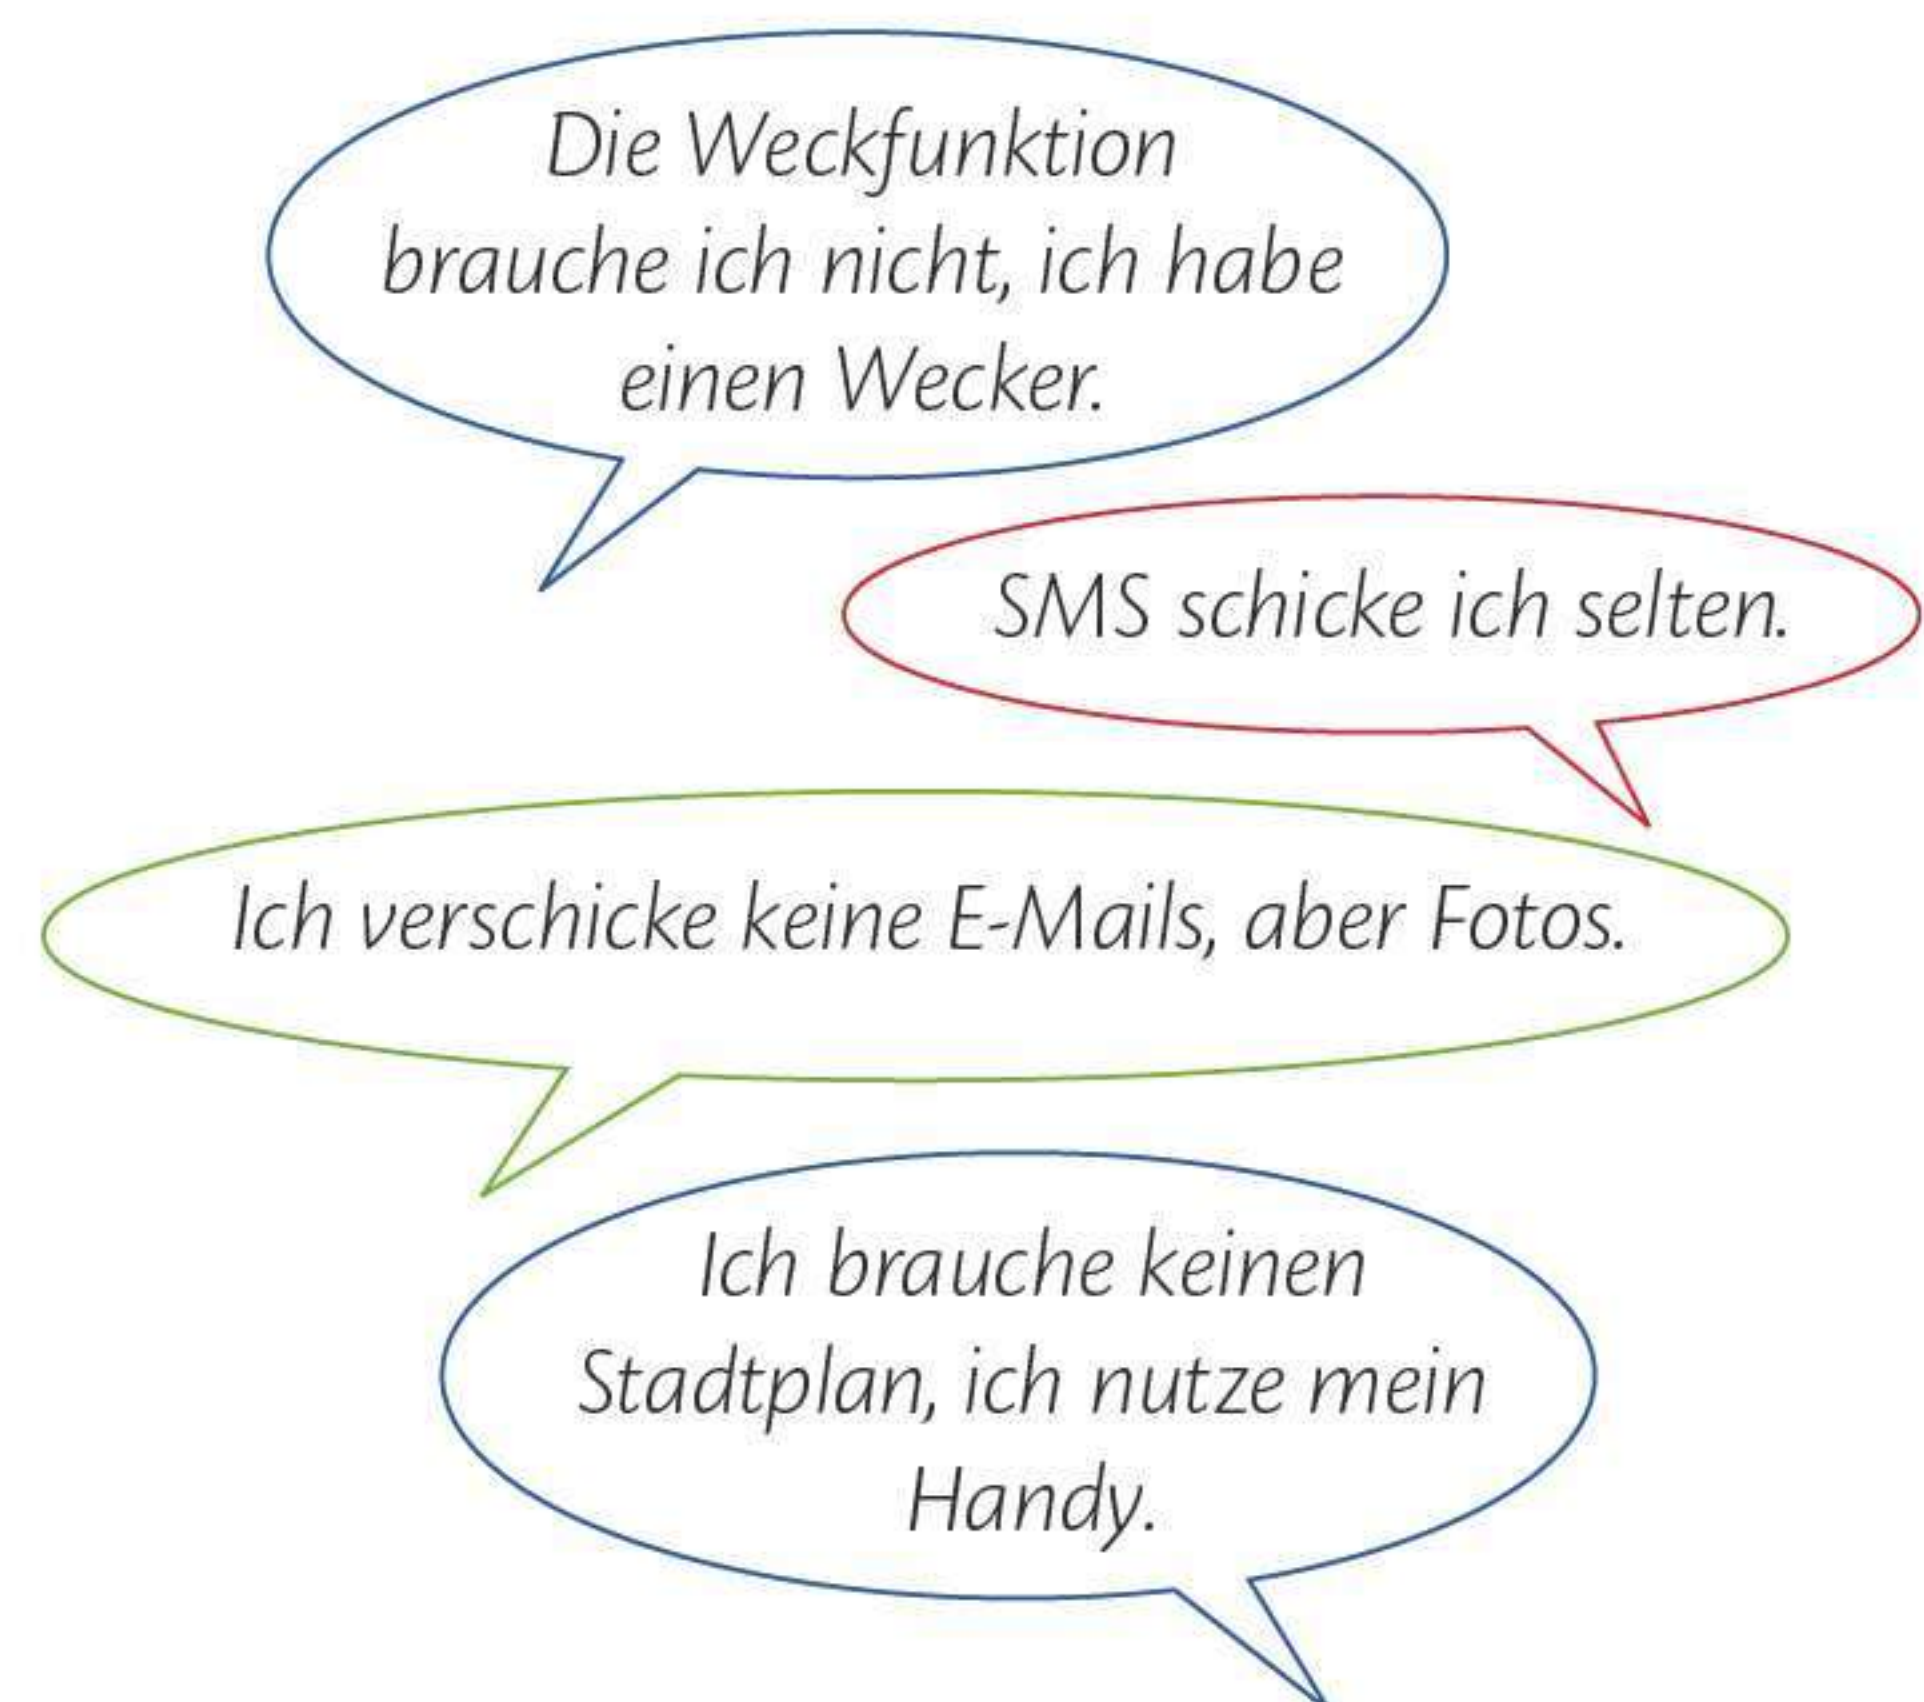 Die Weckfunktion
brauche ich nicht, ich habe
einen Wecker.
SMS schicke ich selten.
Ich verschicke keine E-Mails, aber Fotos.
Ich brauche keinen
Stadtplan, ich nutze mein
Handy.